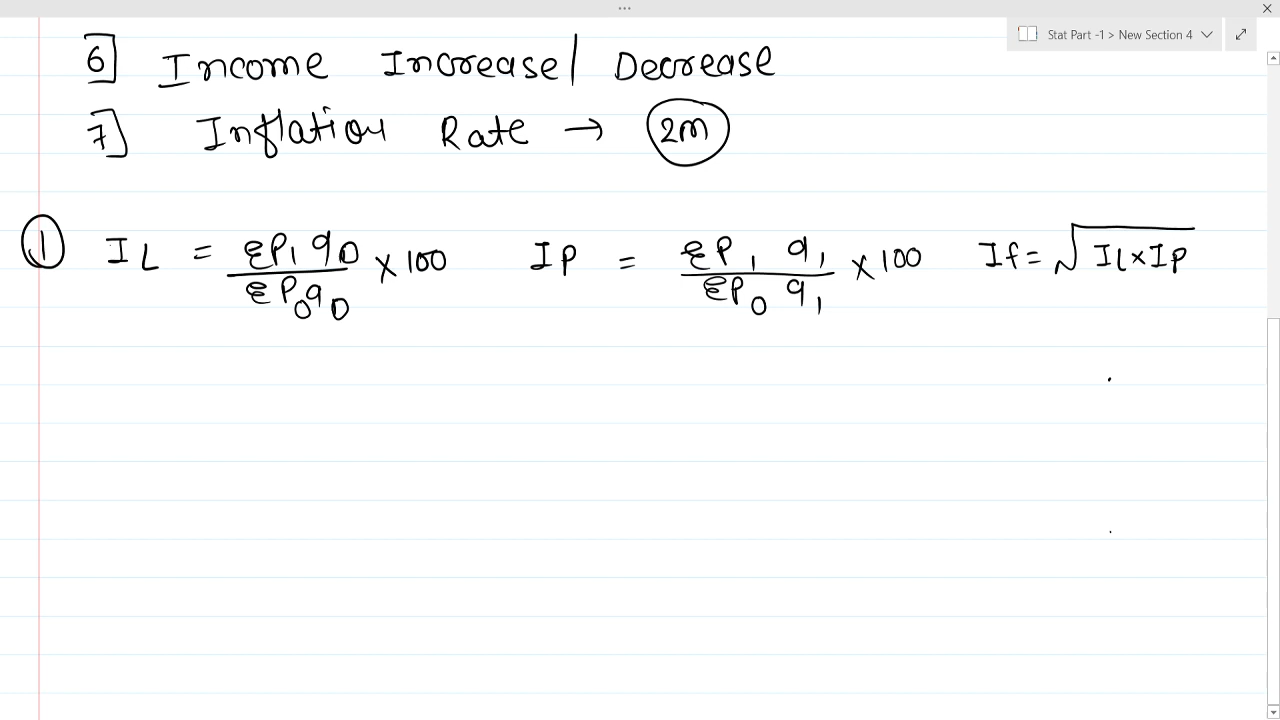 Stat Part -1 > New Section 4
6] Income Increase/ Decrease
7] Inflation Rate → 2m
① IL = ΣP₁q₀ / ΣP₀q₀ × 100 IP = ΣP₁q₁ / ΣP₀q₁ × 100 If = √IL×IP